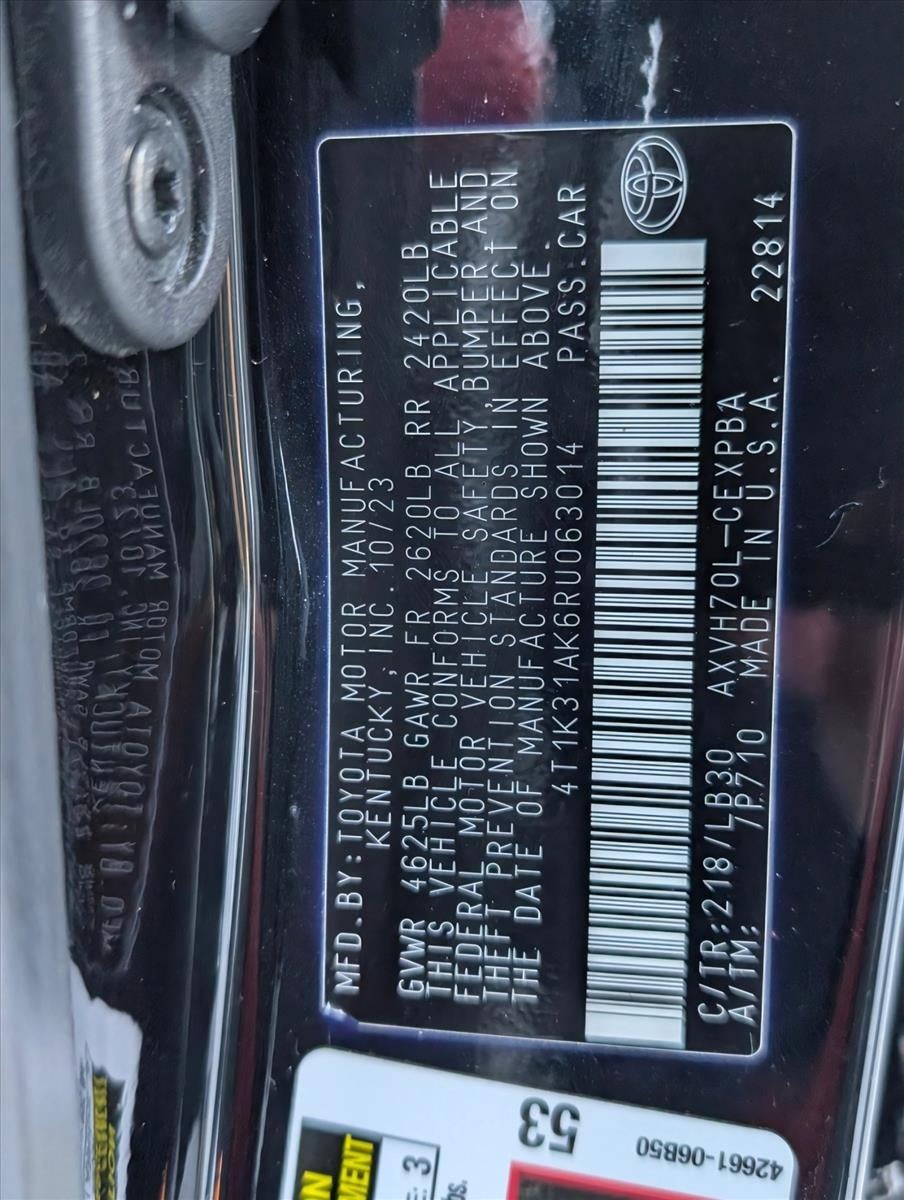 MFD.BY:TOYOTA MOTOR MANUFACTURING,
KENTUCKY,INC. 10/23
GVWR 4625LB GAWR FR 2620LB RR 2420LB
THIS VEHICLE CONFORMS TO ALL APPLICABLE
FEDERAL MOTOR VEHICLE SAFETY,BUMPER,AND
THEFT PREVENTION STANDARDS IN EFFECT ON
THE DATE OF MANUFACTURE SHOWN ABOVE.
4T1K31AK6RU063014 PASS.CAR
C/TR:218/LB30 AXVH70L-CEXPBA
A/TM: 7P710 MADE IN U.S.A. 22814
53
42661-06B50
3